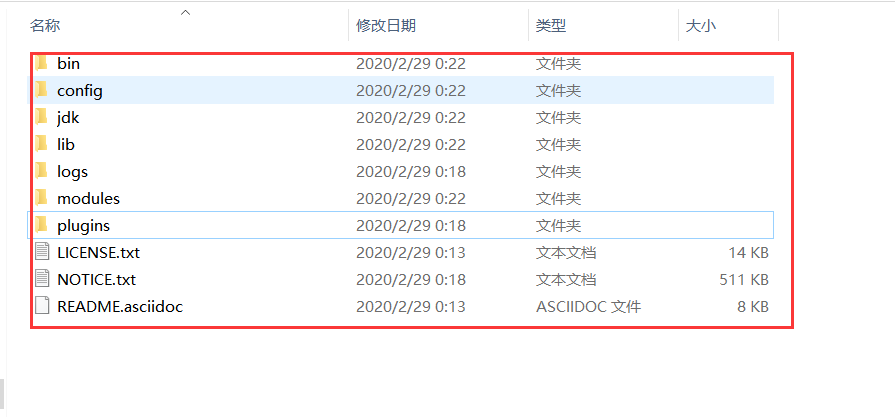 名称 修改日期 类型 大小
bin 2020/2/29 0:22 文件夹
config 2020/2/29 0:22 文件夹
jdk 2020/2/29 0:22 文件夹
lib 2020/2/29 0:22 文件夹
logs 2020/2/29 0:18 文件夹
modules 2020/2/29 0:22 文件夹
plugins 2020/2/29 0:18 文件夹
LICENSE.txt 2020/2/29 0:13 文本文档 14 KB
NOTICE.txt 2020/2/29 0:18 文本文档 511 KB
README.asciidoc 2020/2/29 0:13 ASCIIDOC 文件 8 KB